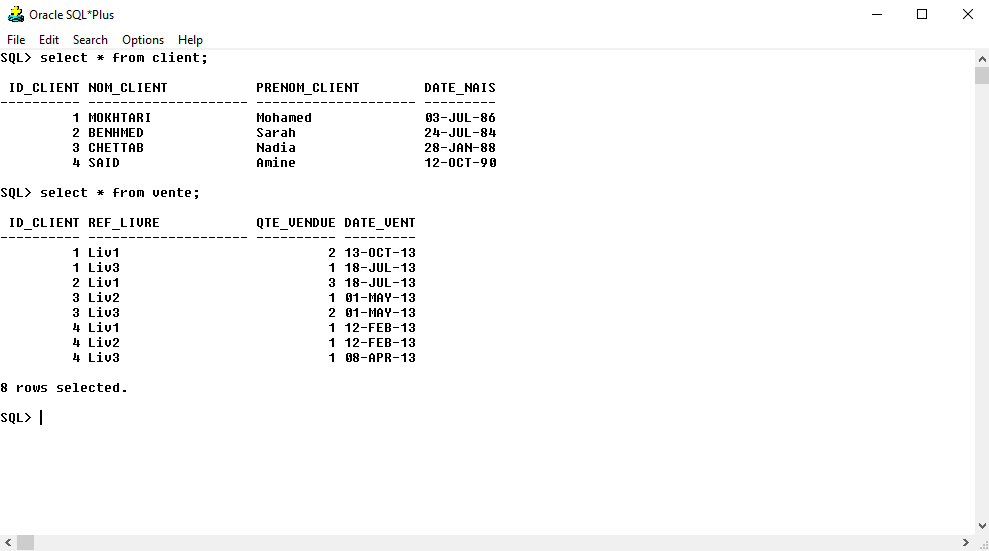 Oracle SQL*Plus
File Edit Search Options Help
SQL> select * from client;
 ID_CLIENT NOM_CLIENT           PRENOM_CLIENT        DATE_NAIS
---------- -------------------- -------------------- ---------
         1 MOKHTARI             Mohamed              03-JUL-86
         2 BENHMED              Sarah                24-JUL-84
         3 CHETTAB              Nadia                28-JAN-88
         4 SAID                 Amine                12-OCT-90
SQL> select * from vente;
 ID_CLIENT REF_LIVRE            QTE_VENDUE DATE_VENT
---------- -------------------- ---------- ---------
         1 Liv1                          2 13-OCT-13
         1 Liv3                          1 18-JUL-13
         2 Liv1                          3 18-JUL-13
         3 Liv2                          1 01-MAY-13
         3 Liv3                          2 01-MAY-13
         4 Liv1                          1 12-FEB-13
         4 Liv2                          1 12-FEB-13
         4 Liv3                          1 08-APR-13
8 rows selected.
SQL>